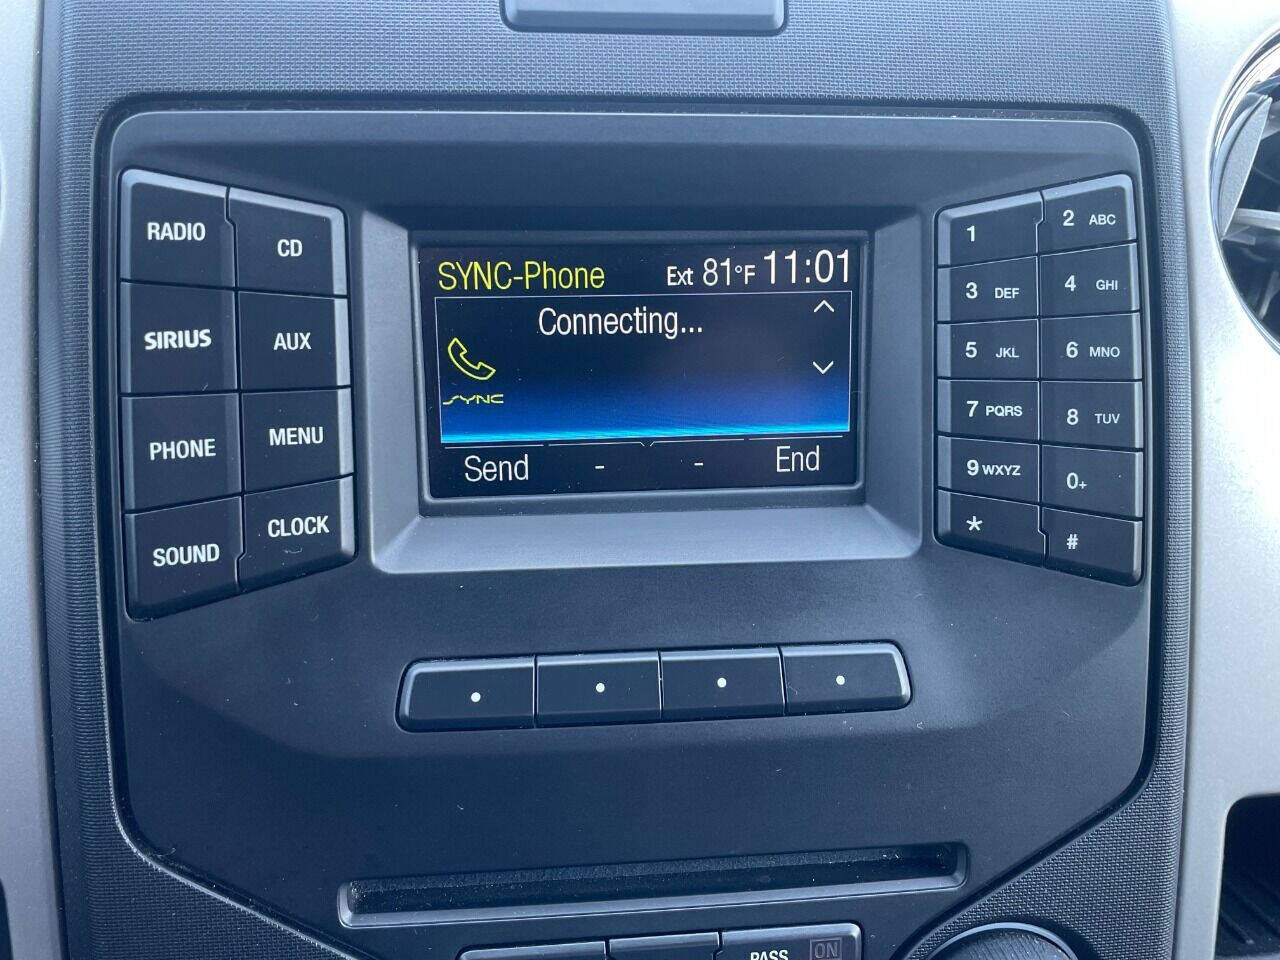 RADIO
CD
SIRIUS
AUX
PHONE
MENU
SOUND
CLOCK
SYNC-Phone Ext 81°F 11:01
Connecting...
SYNC
Send - - End
1
2 ABC
3 DEF
4 GHI
5 JKL
6 MNO
7 PQRS
8 TUV
9 WXYZ
0+
*
#
PASS ON